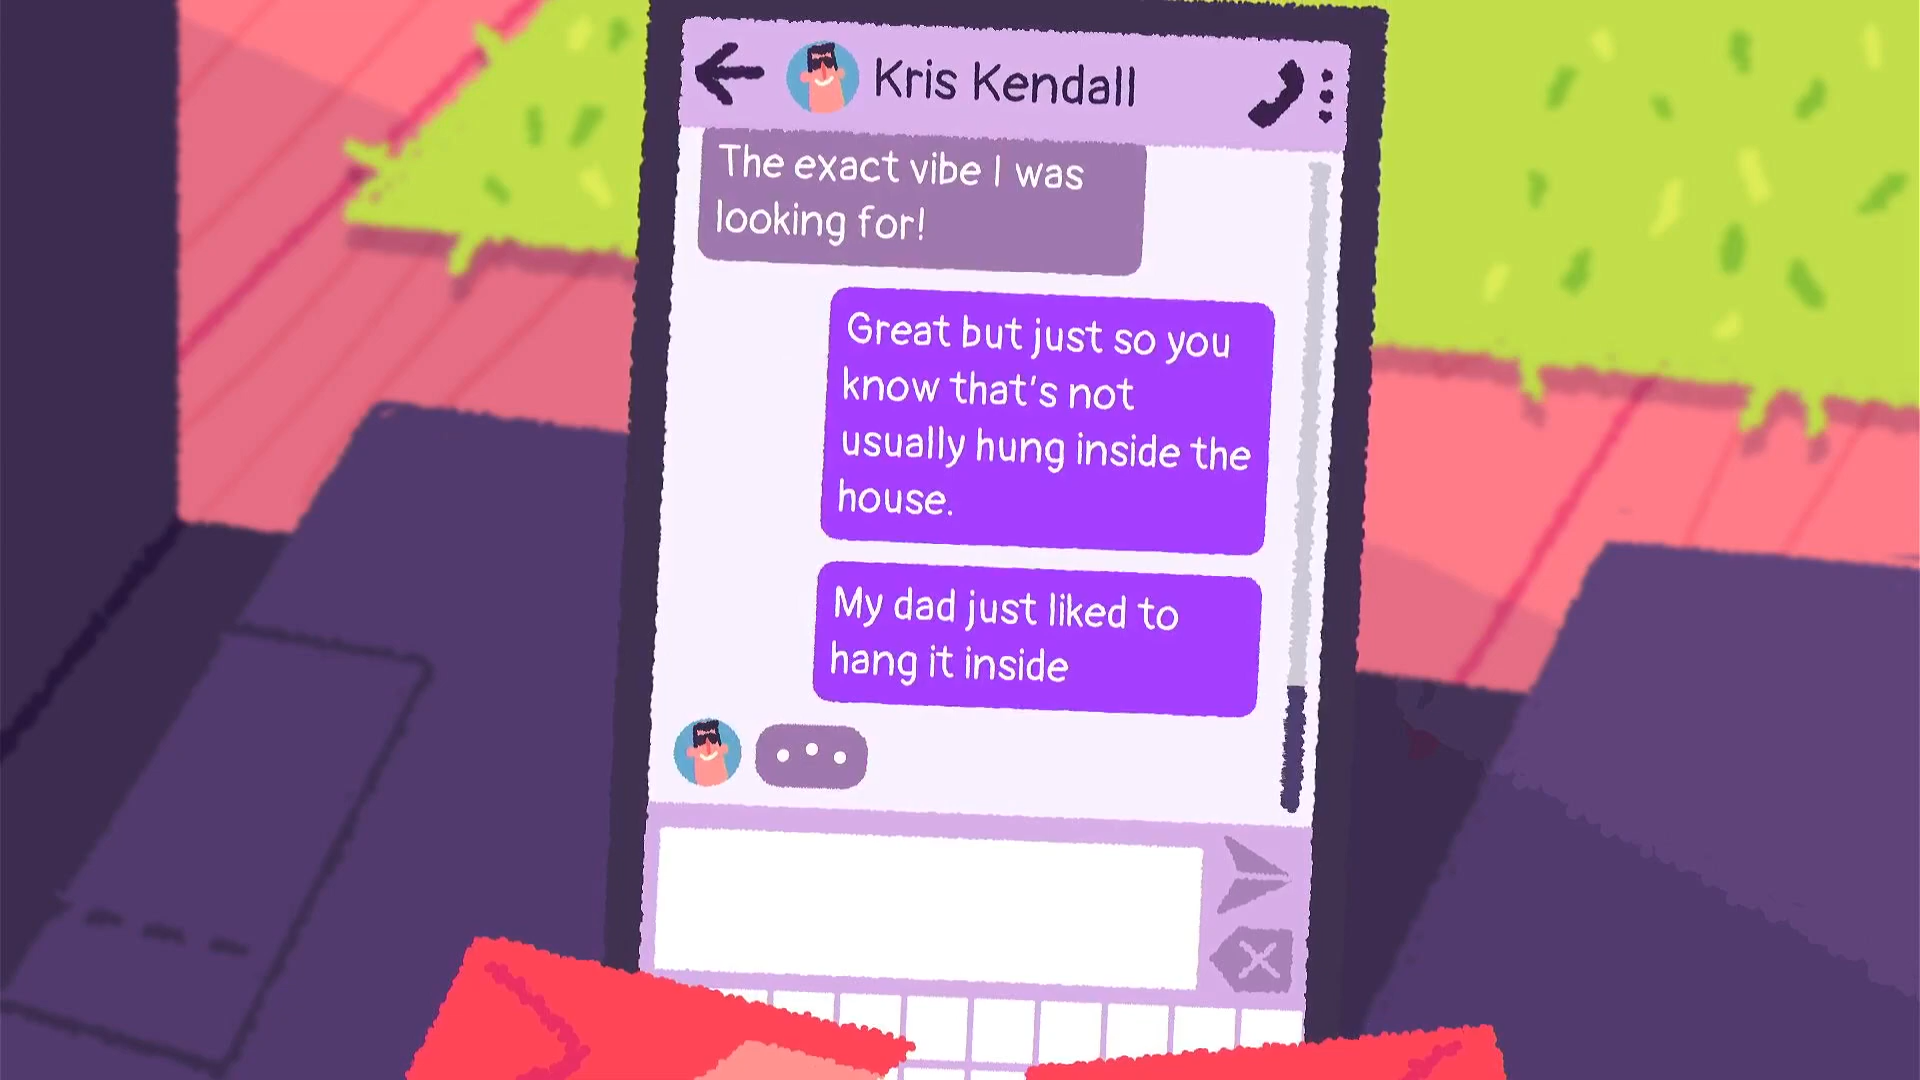 Kris Kendall
The exact vibe I was
looking for!
Great but just so you
know that's not
usually hung inside the
house.
My dad just liked to
hang it inside